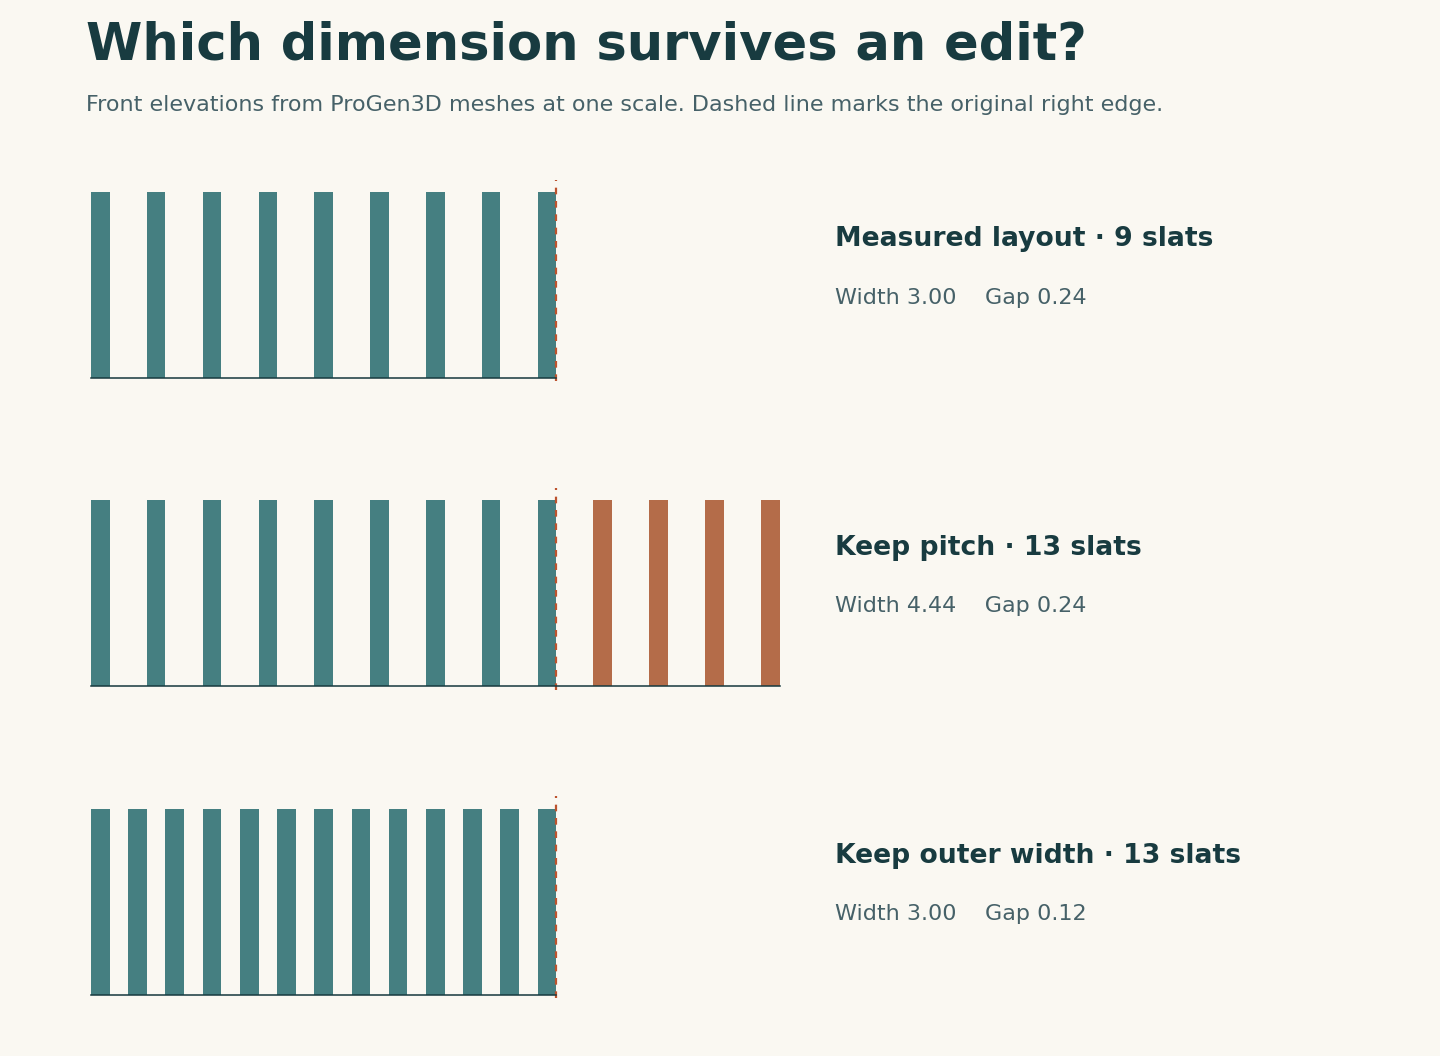 Which dimension survives an edit?
Front elevations from ProGen3D meshes at one scale. Dashed line marks the original right edge.
Measured layout · 9 slats
Width 3.00    Gap 0.24
Keep pitch · 13 slats
Width 4.44    Gap 0.24
Keep outer width · 13 slats
Width 3.00    Gap 0.12